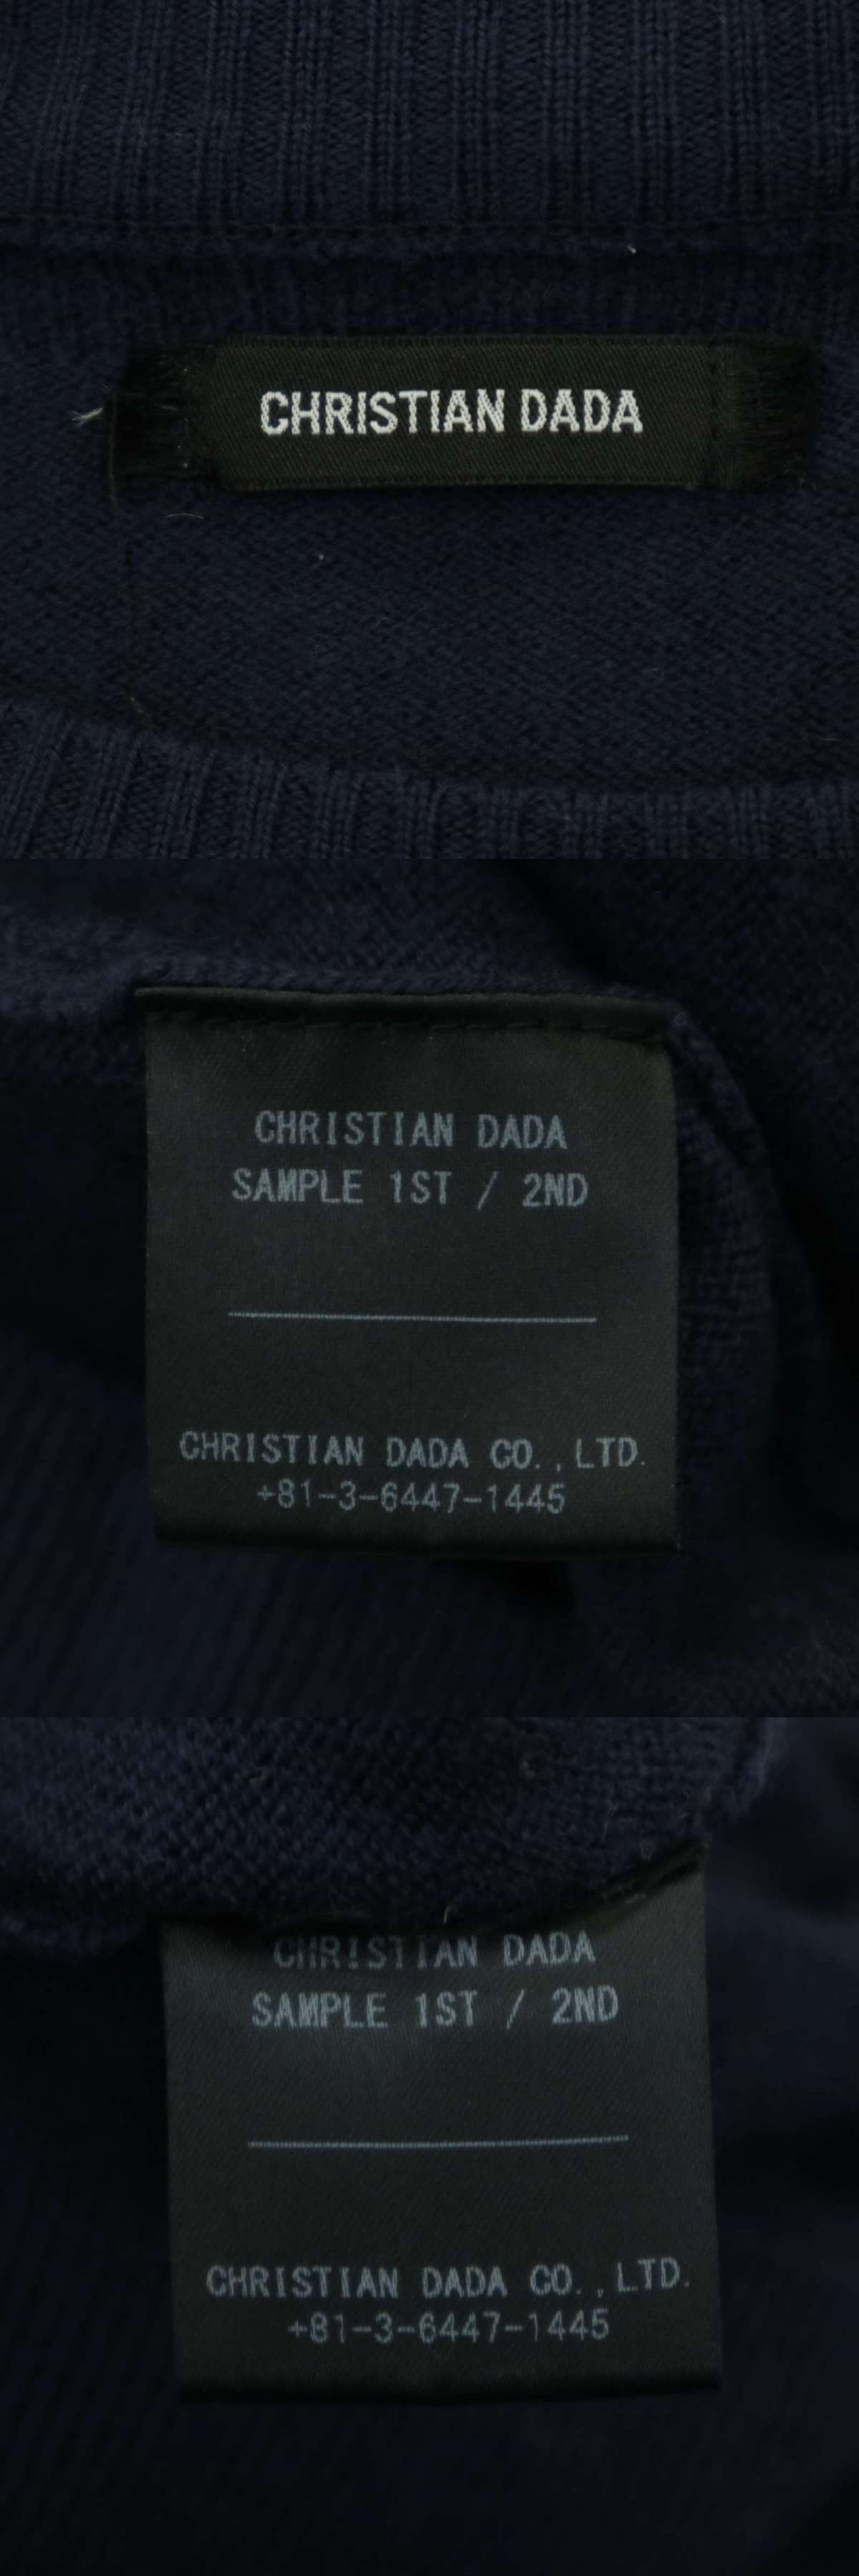 CHRISTIAN DADA
CHRISTIAN DADA
SAMPLE 1ST / 2ND
CHRISTIAN DADA CO.,LTD.
+81-3-6447-1445
CHRISTIAN DADA
SAMPLE 1ST / 2ND
CHRISTIAN DADA CO.,LTD.
+81-3-6447-1445